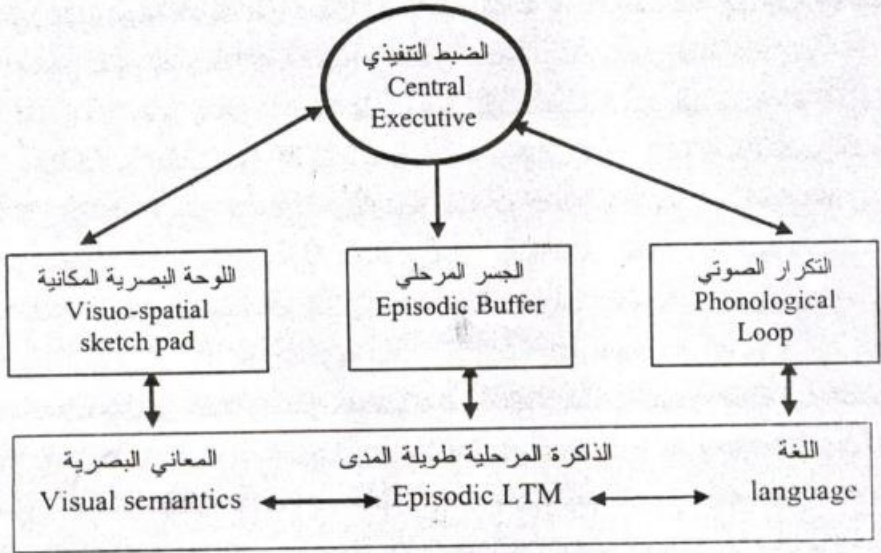 الضبط التنفيذي
Central
Executive
اللوحة البصرية المكانية
Visuo-spatial
sketch pad
الجسر المرحلي
Episodic Buffer
التكرار الصوتي
Phonological
Loop
المعاني البصرية
الذاكرة المرحلية طويلة المدى
اللغة
Visual semantics
Episodic LTM
language